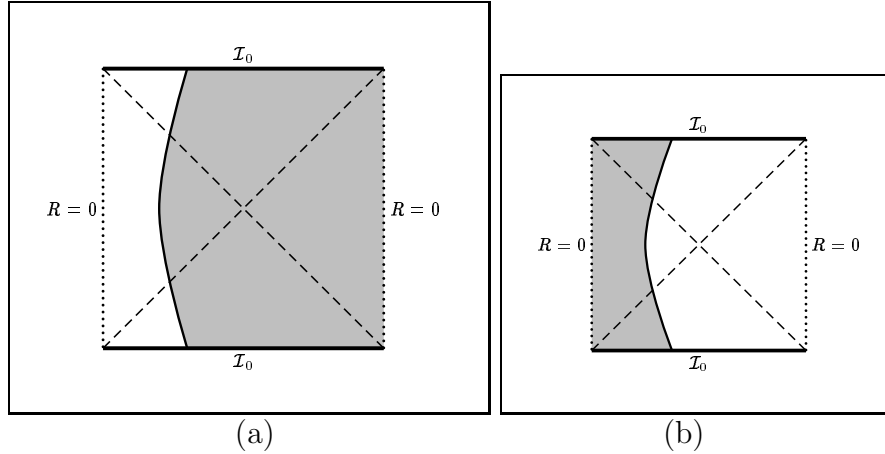 𝓘₀
R = 0
R = 0
𝓘₀
(a)
𝓘₀
R = 0
R = 0
𝓘₀
(b)